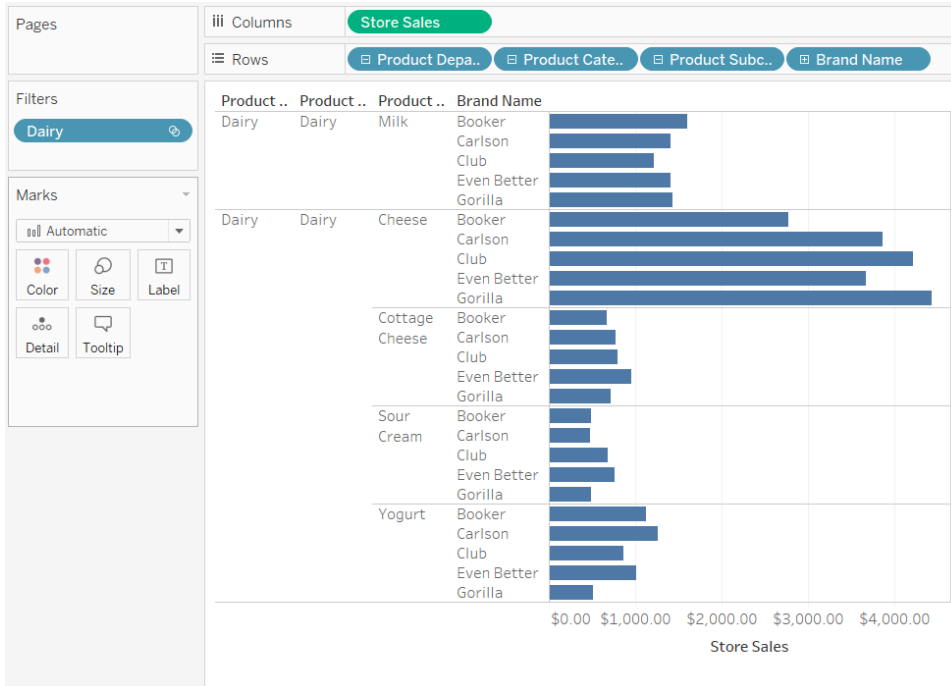 Pages
Columns
Store Sales
Rows
Product Depa..
Product Cate..
Product Subc..
Brand Name
Filters
Dairy
Marks
Automatic
Color
Size
Label
Detail
Tooltip
Product .. Product .. Product .. Brand Name
Dairy Dairy Milk Booker
Carlson
Club
Even Better
Gorilla
Dairy Dairy Cheese Booker
Carlson
Club
Even Better
Gorilla
Cottage Booker
Cheese Carlson
Club
Even Better
Gorilla
Sour Booker
Cream Carlson
Club
Even Better
Gorilla
Yogurt Booker
Carlson
Club
Even Better
Gorilla
$0.00 $1,000.00 $2,000.00 $3,000.00 $4,000.00
Store Sales